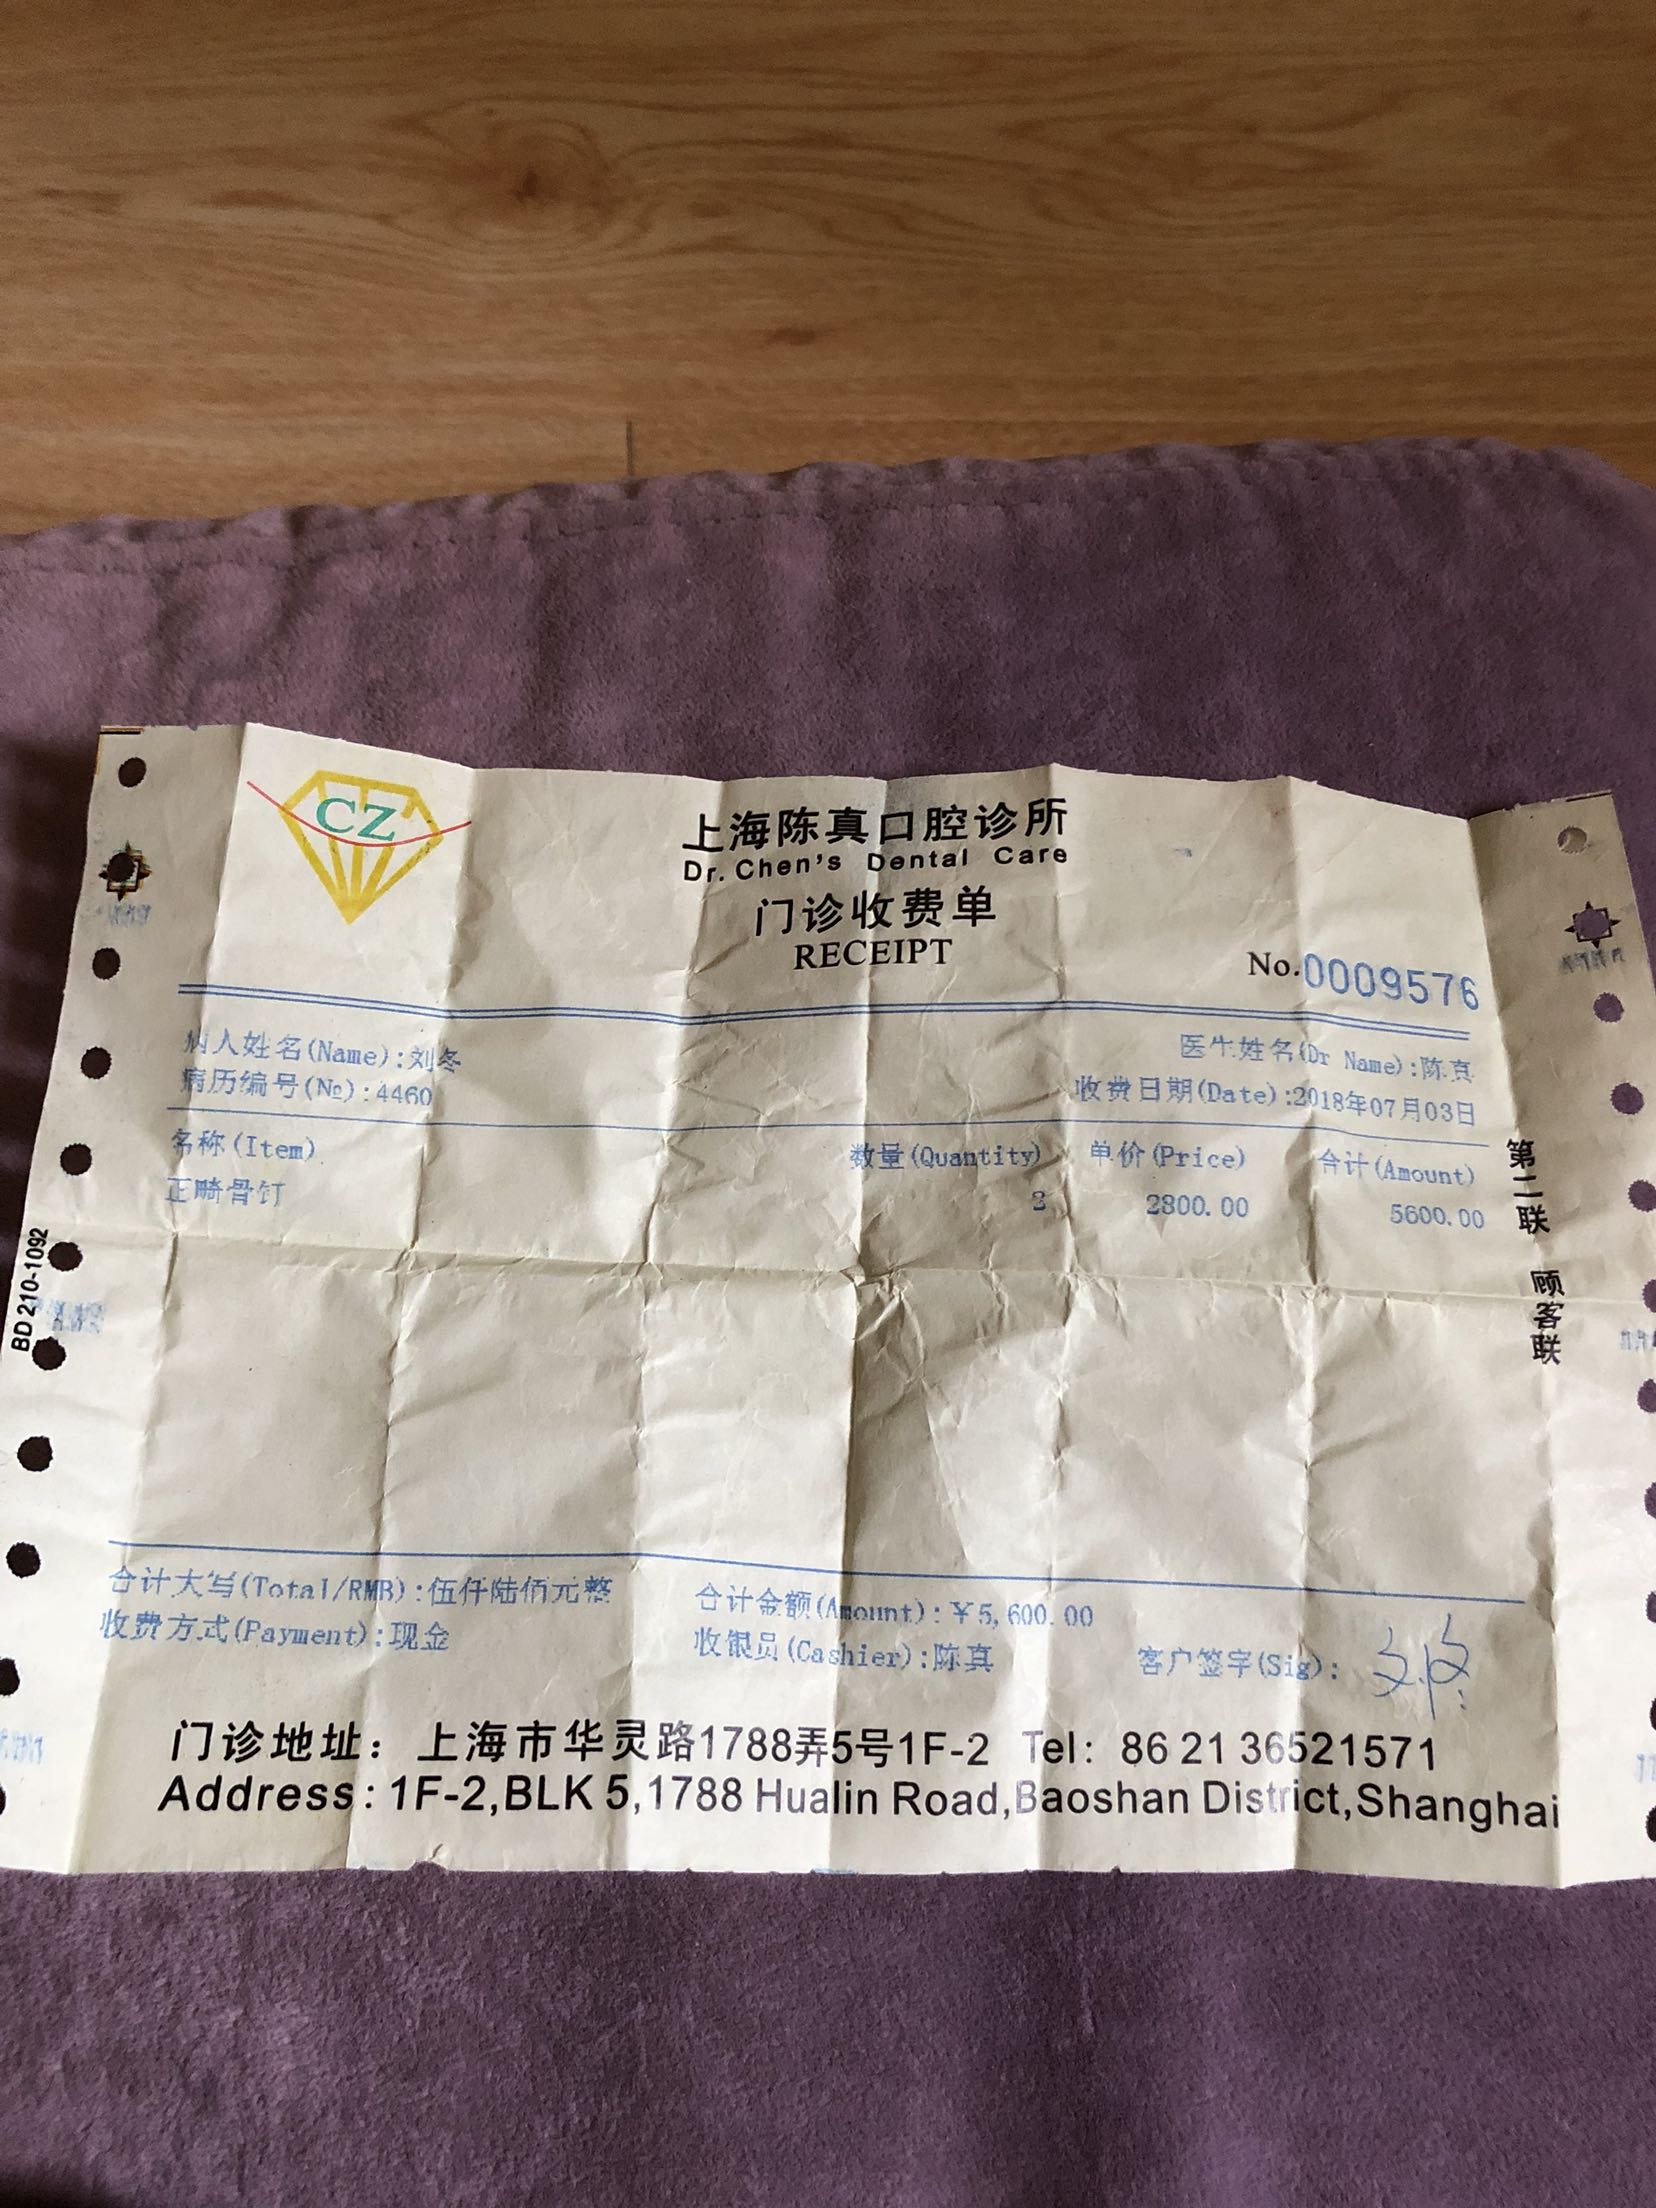 CZ
上海陈真口腔诊所
Dr. Chen's Dental Care
门诊收费单
RECEIPT
No.0009576
病人姓名(Name):刘冬
医生姓名(Dr Name):陈真
病历编号(№):4460
收费日期(Date):2018年07月03日
名称(Item) 数量(Quantity) 单价(Price) 合计(Amount)
正畸骨钉 2 2800.00 5600.00
第二联 顾客联
BD 210-1092
合计大写(Total/RMB):伍仟陆佰元整 合计金额(Amount):￥5,600.00
收费方式(Payment):现金 收银员(Cashier):陈真 客户签字(Sig):
门诊地址：上海市华灵路1788弄5号1F-2 Tel: 86 21 36521571
Address: 1F-2,BLK 5,1788 Hualin Road,Baoshan District,Shanghai